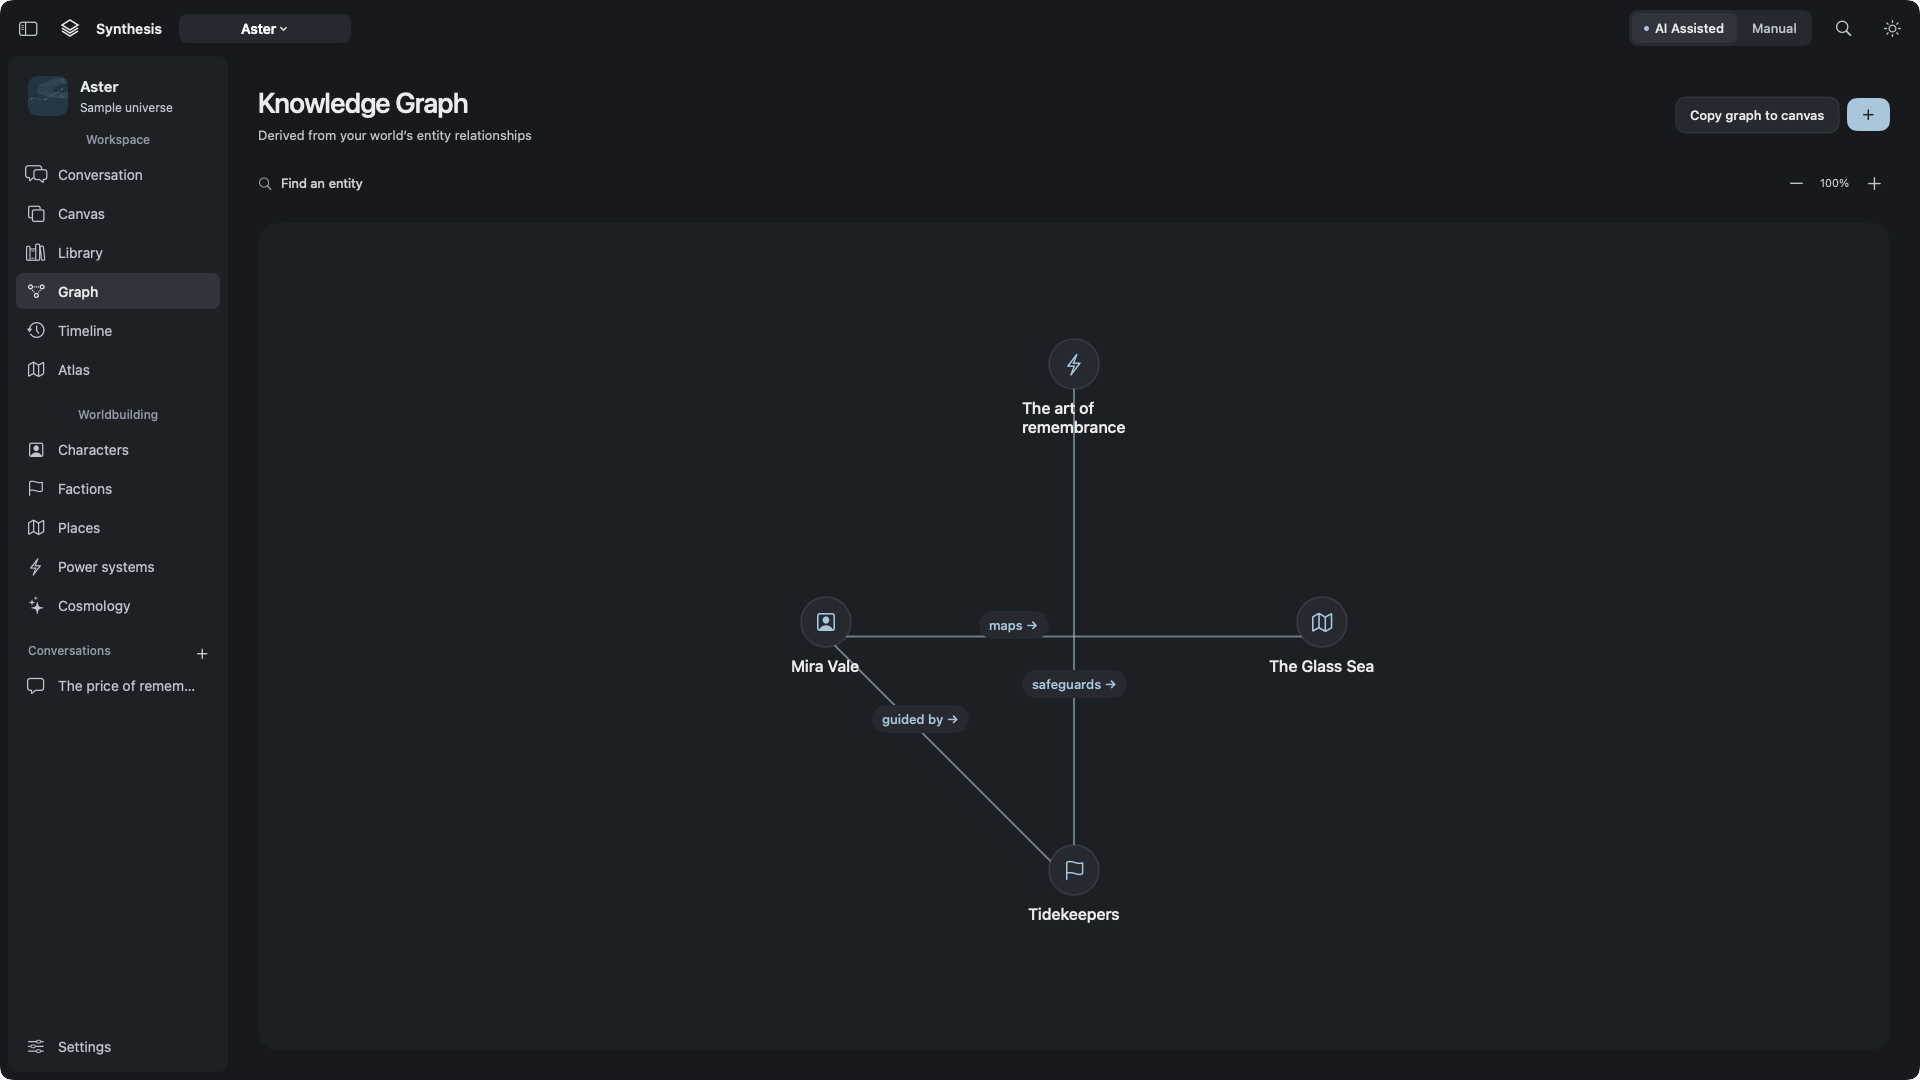 Synthesis
Aster
AI Assisted
Manual
Aster
Sample universe
Workspace
Conversation
Canvas
Library
Graph
Timeline
Atlas
Worldbuilding
Characters
Factions
Places
Power systems
Cosmology
Conversations
The price of remem...
Settings
Knowledge Graph
Derived from your world's entity relationships
Copy graph to canvas
Find an entity
100%
The art of
remembrance
maps →
Mira Vale
The Glass Sea
safeguards →
guided by →
Tidekeepers